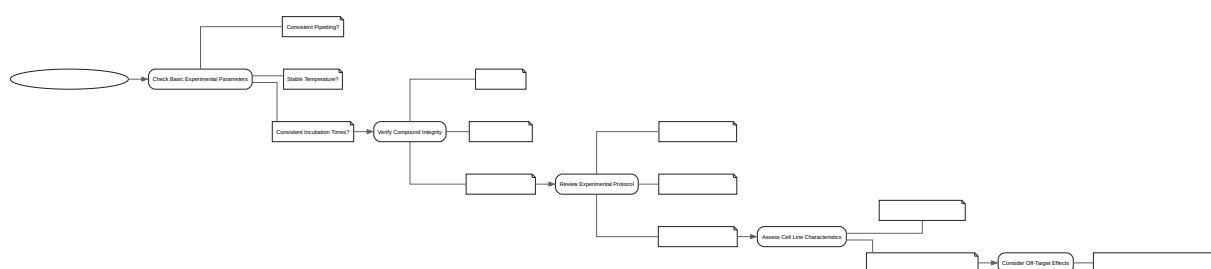 Consistent Pipetting?
Check Basic Experimental Parameters
Stable Temperature?
Consistent Incubation Times?
Verify Compound Integrity
Review Experimental Protocol
Assess Cell Line Characteristics
Consider Off-Target Effects